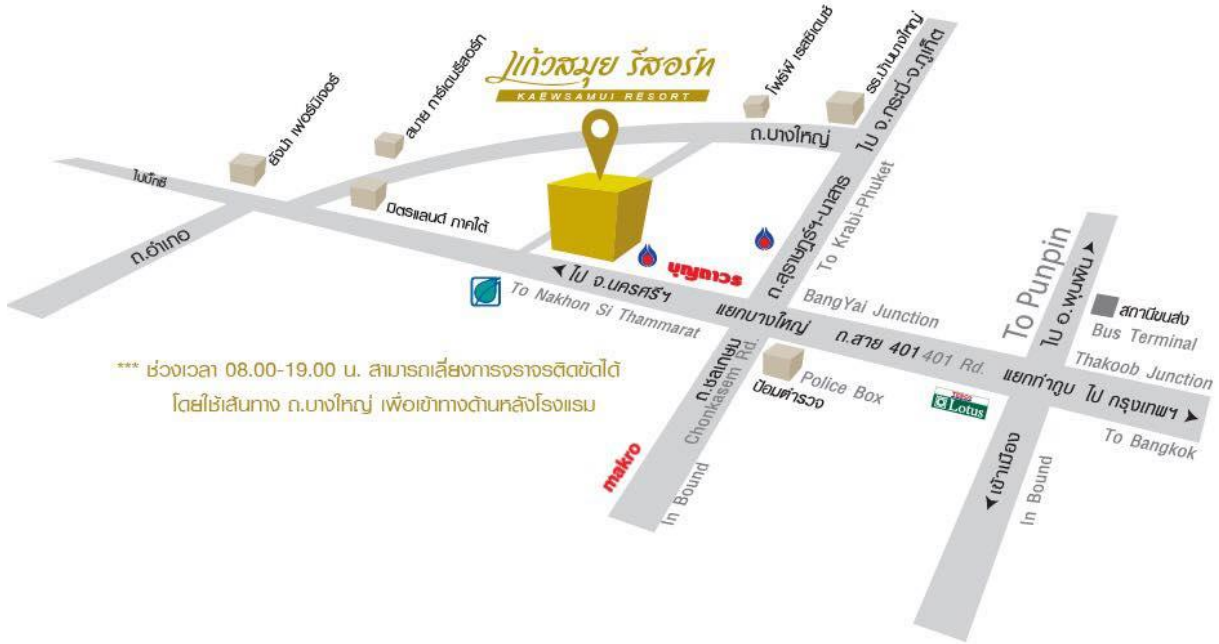 แก้วสมุย รีสอร์ท
KAEWSAMUI RESORT
ยิ่งนำ เฟอร์นิเจอร์
สบาย การ์เดนรีสอร์ท
โฟร์ฟี เรสซิเดนซ์
รร.บ้านบางใหญ่
ไป จ.กระบี่-จ.ภูเก็ต
ถ.บางใหญ่
ไปบิ๊กซี
มิตรแลนด์ ภาคใต้
ถ.อำเภอ
ถ.สุราษฎร์ฯ-นาสาร
To Krabi-Phuket
บุญถาวร
ไป จ.นครศรีฯ
To Nakhon Si Thammarat
แยกบางใหญ่
BangYai Junction
ถ.สาย 401
401 Rd.
To Punpin
ไป อ.พุนพิน
สถานีขนส่ง
Bus Terminal
Thakoob Junction
แยกท่ากูบ
ไป กรุงเทพฯ
To Bangkok
*** ช่วงเวลา 08.00-19.00 น. สามารถเลี่ยงการจราจรติดขัดได้
โดยใช้เส้นทาง ถ.บางใหญ่ เพื่อเข้าทางด้านหลังโรงแรม
ถ.ชลเกษม
Chonkasem Rd.
Police Box
ป้อมตำรวจ
TESCO
Lotus
makro
In Bound
เข้าเมือง
In Bound